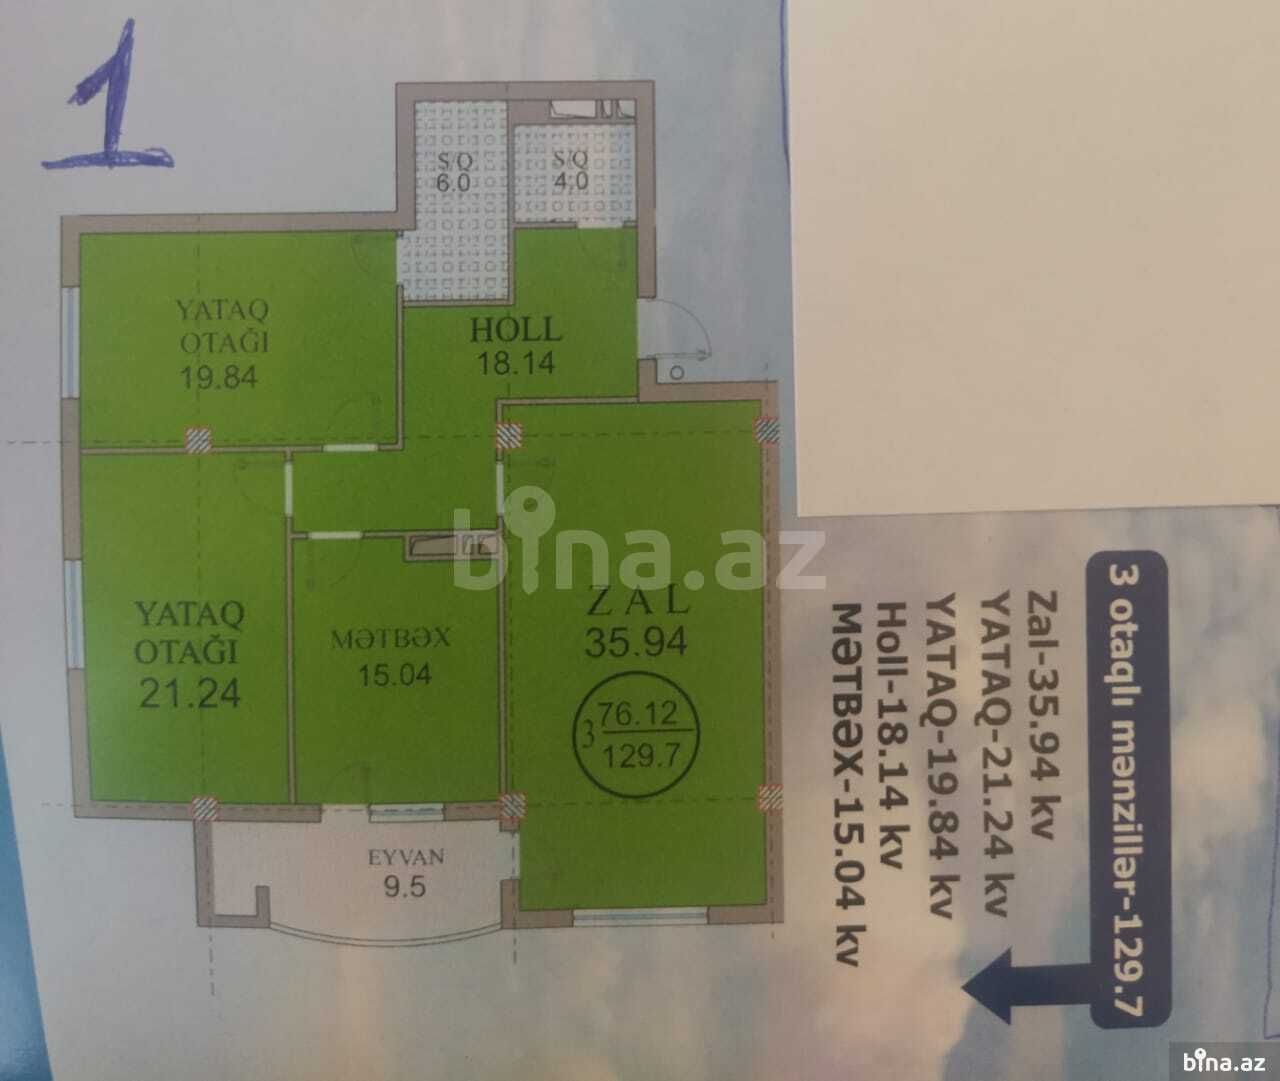 1
S/Q
6.0
S/Q
4,0
YATAQ
OTAĞI
19.84
HOLL
18.14
YATAQ
OTAĞI
21.24
MƏTBƏX
15.04
ZAL
35.94
3 76.12
129.7
EYVAN
9.5
3 otaqlı mənzillər-129.7
Zal-35.94 kv
YATAQ-21.24 kv
YATAQ-19.84 kv
Holl-18.14 kv
MƏTBƏX-15.04 kv
bina.az
bina.az